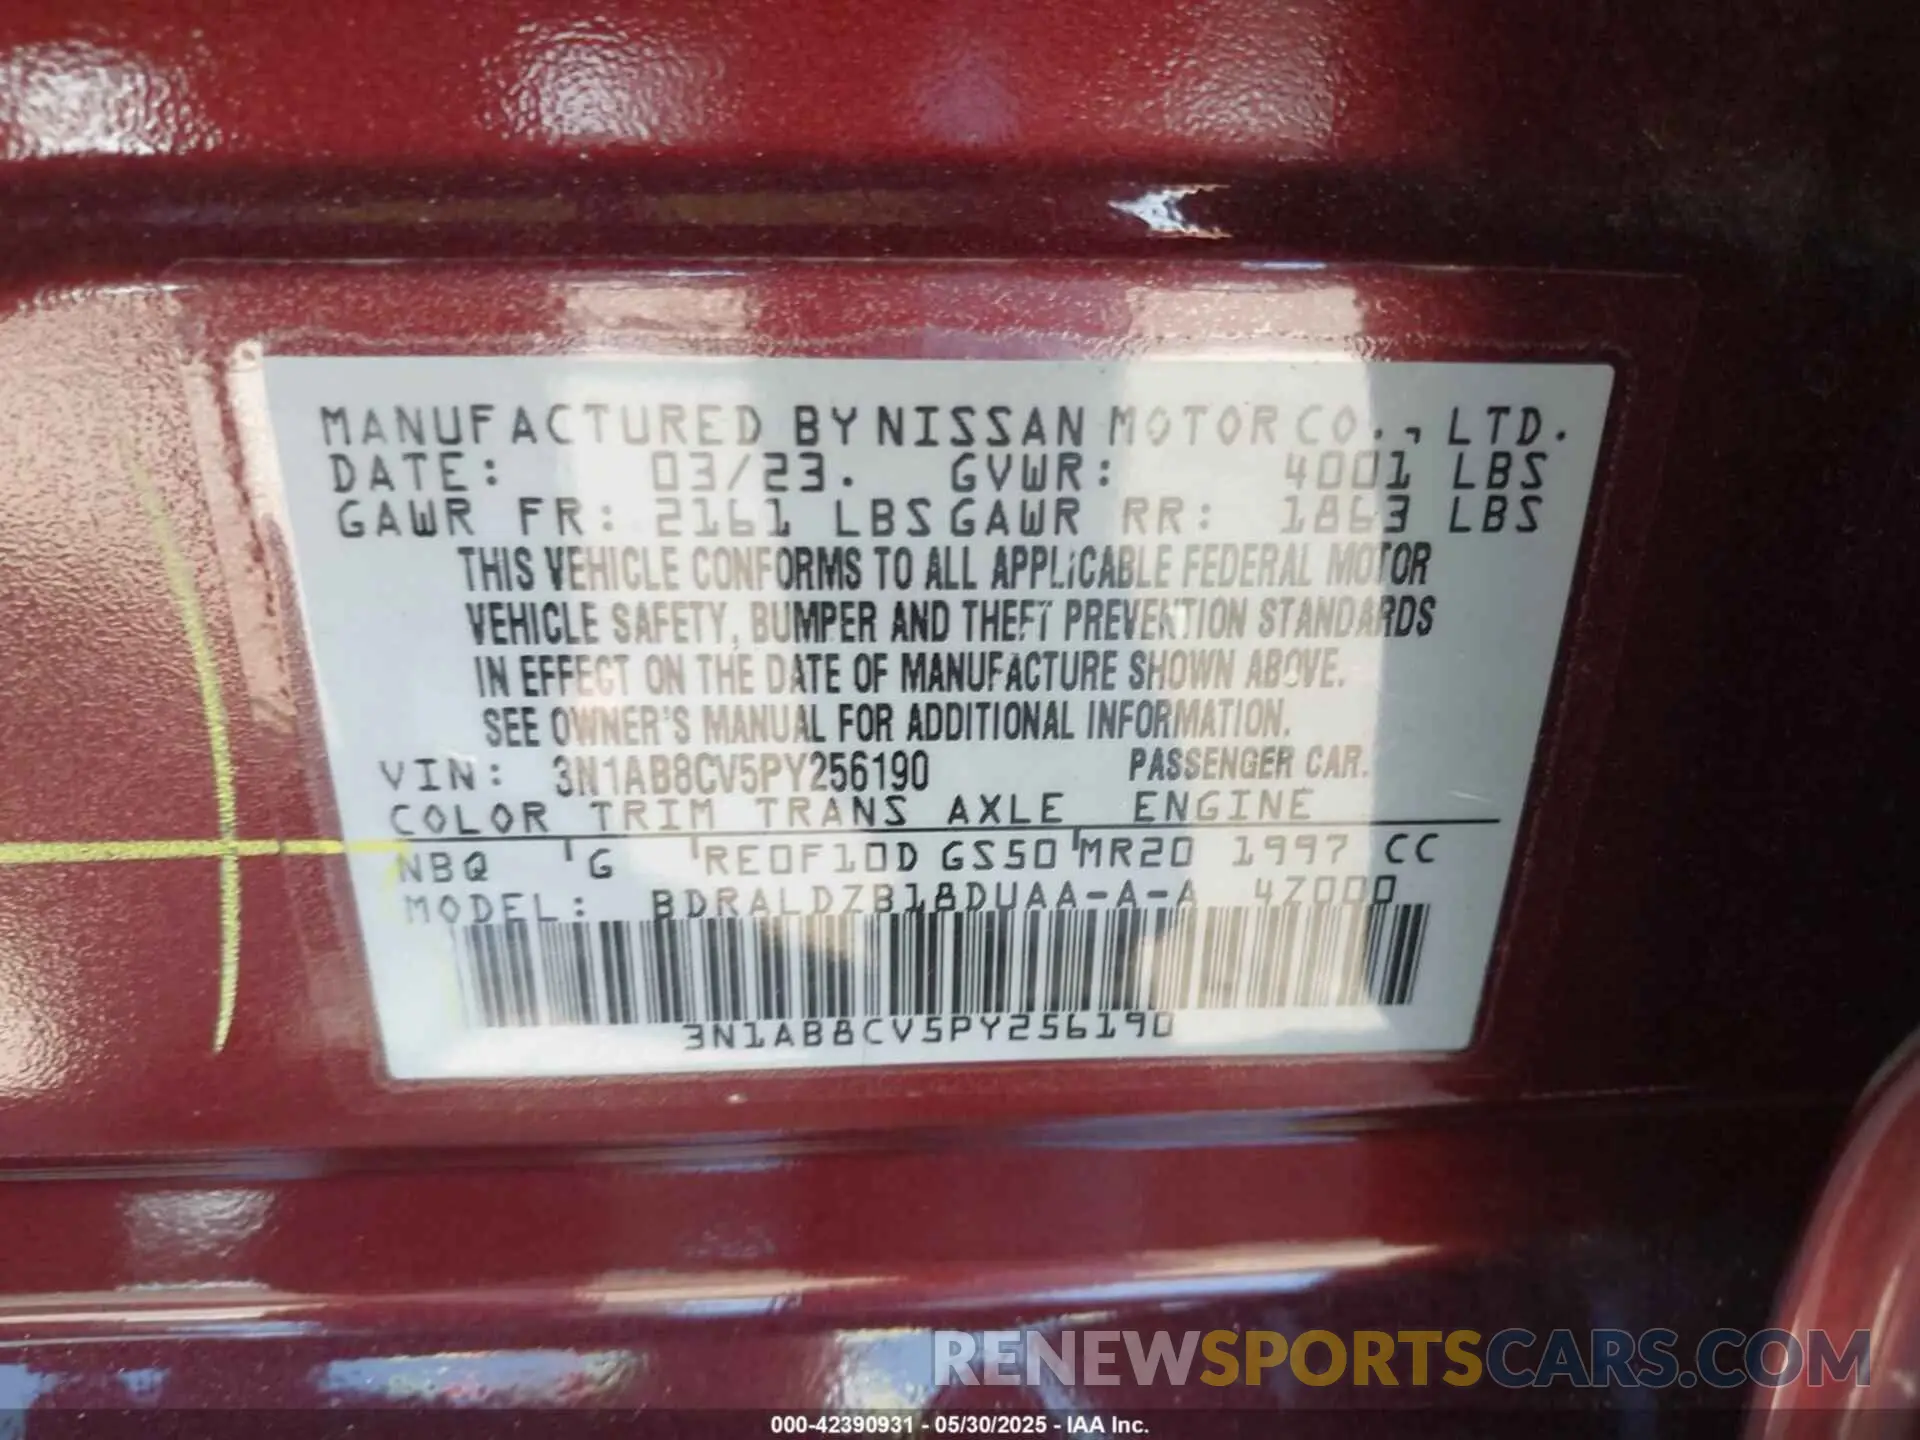 MANUFACTURED BY NISSAN MOTOR CO., LTD.
DATE: 03/23. GVWR: 4001 LBS
GAWR FR: 2161 LBS GAWR RR: 1863 LBS
THIS VEHICLE CONFORMS TO ALL APPLICABLE FEDERAL MOTOR
VEHICLE SAFETY, BUMPER AND THEFT PREVENTION STANDARDS
IN EFFECT ON THE DATE OF MANUFACTURE SHOWN ABOVE.
SEE OWNER'S MANUAL FOR ADDITIONAL INFORMATION.
VIN: 3N1AB8CV5PY256190 PASSENGER CAR.
COLOR TRIM TRANS AXLE ENGINE
NBQ G RE0F10D GS50 MR20 1997 CC
MODEL: BDRALDZB18DUAA-A-A 4Z000
3N1AB8CV5PY256190
RENEWSPORTSCARS.COM
000-42390931 - 05/30/2025 - IAA Inc.